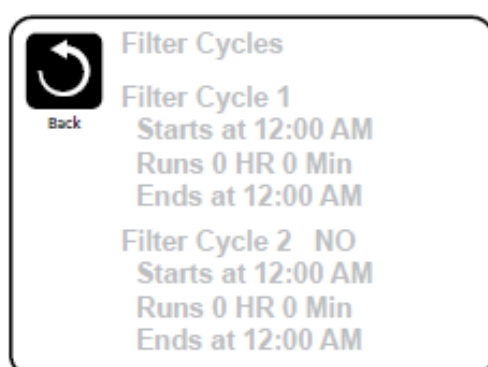 Filter Cycles
Back
Filter Cycle 1
Starts at 12:00 AM
Runs 0 HR 0 Min
Ends at 12:00 AM
Filter Cycle 2 NO
Starts at 12:00 AM
Runs 0 HR 0 Min
Ends at 12:00 AM